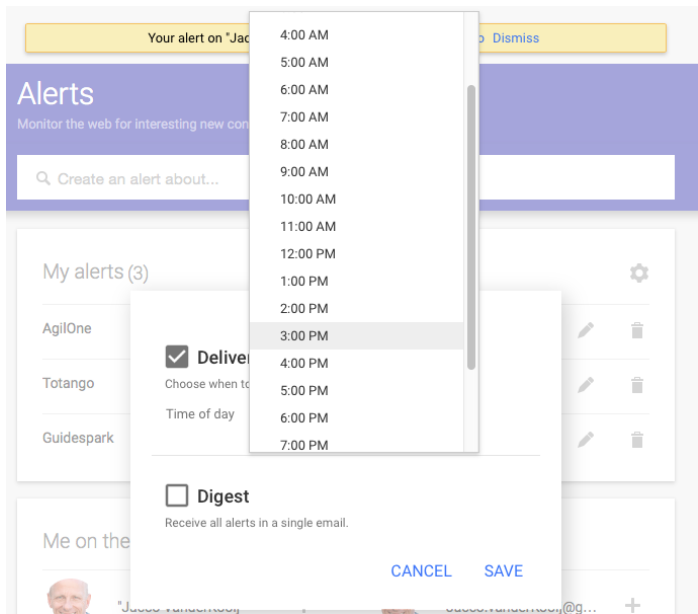 Your alert on "Jac
Dismiss
Alerts
Monitor the web for interesting new con
Create an alert about...
4:00 AM
5:00 AM
6:00 AM
7:00 AM
8:00 AM
9:00 AM
10:00 AM
11:00 AM
12:00 PM
1:00 PM
2:00 PM
3:00 PM
4:00 PM
5:00 PM
6:00 PM
7:00 PM
My alerts (3)
AgilOne
Totango
Guidespark
Deliver
Choose when to
Time of day
Digest
Receive all alerts in a single email.
CANCEL SAVE
Me on the
"Jacco VanderKooij"